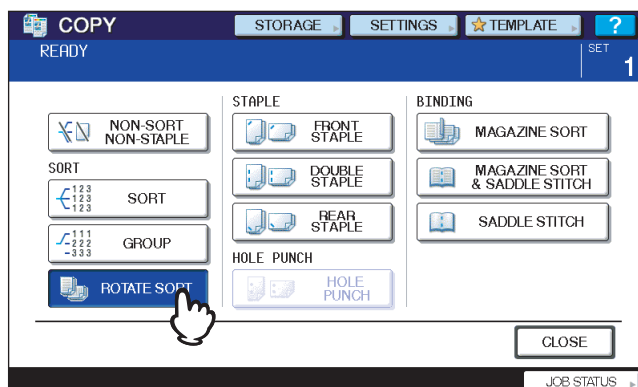 COPY
STORAGE
SETTINGS
TEMPLATE
?
READY
SET
1
NON-SORT
NON-STAPLE
SORT
123
123
123
SORT
111
222
333
GROUP
ROTATE SORT
STAPLE
FRONT
STAPLE
DOUBLE
STAPLE
REAR
STAPLE
HOLE PUNCH
HOLE
PUNCH
BINDING
MAGAZINE SORT
MAGAZINE SORT
& SADDLE STITCH
SADDLE STITCH
CLOSE
JOB STATUS